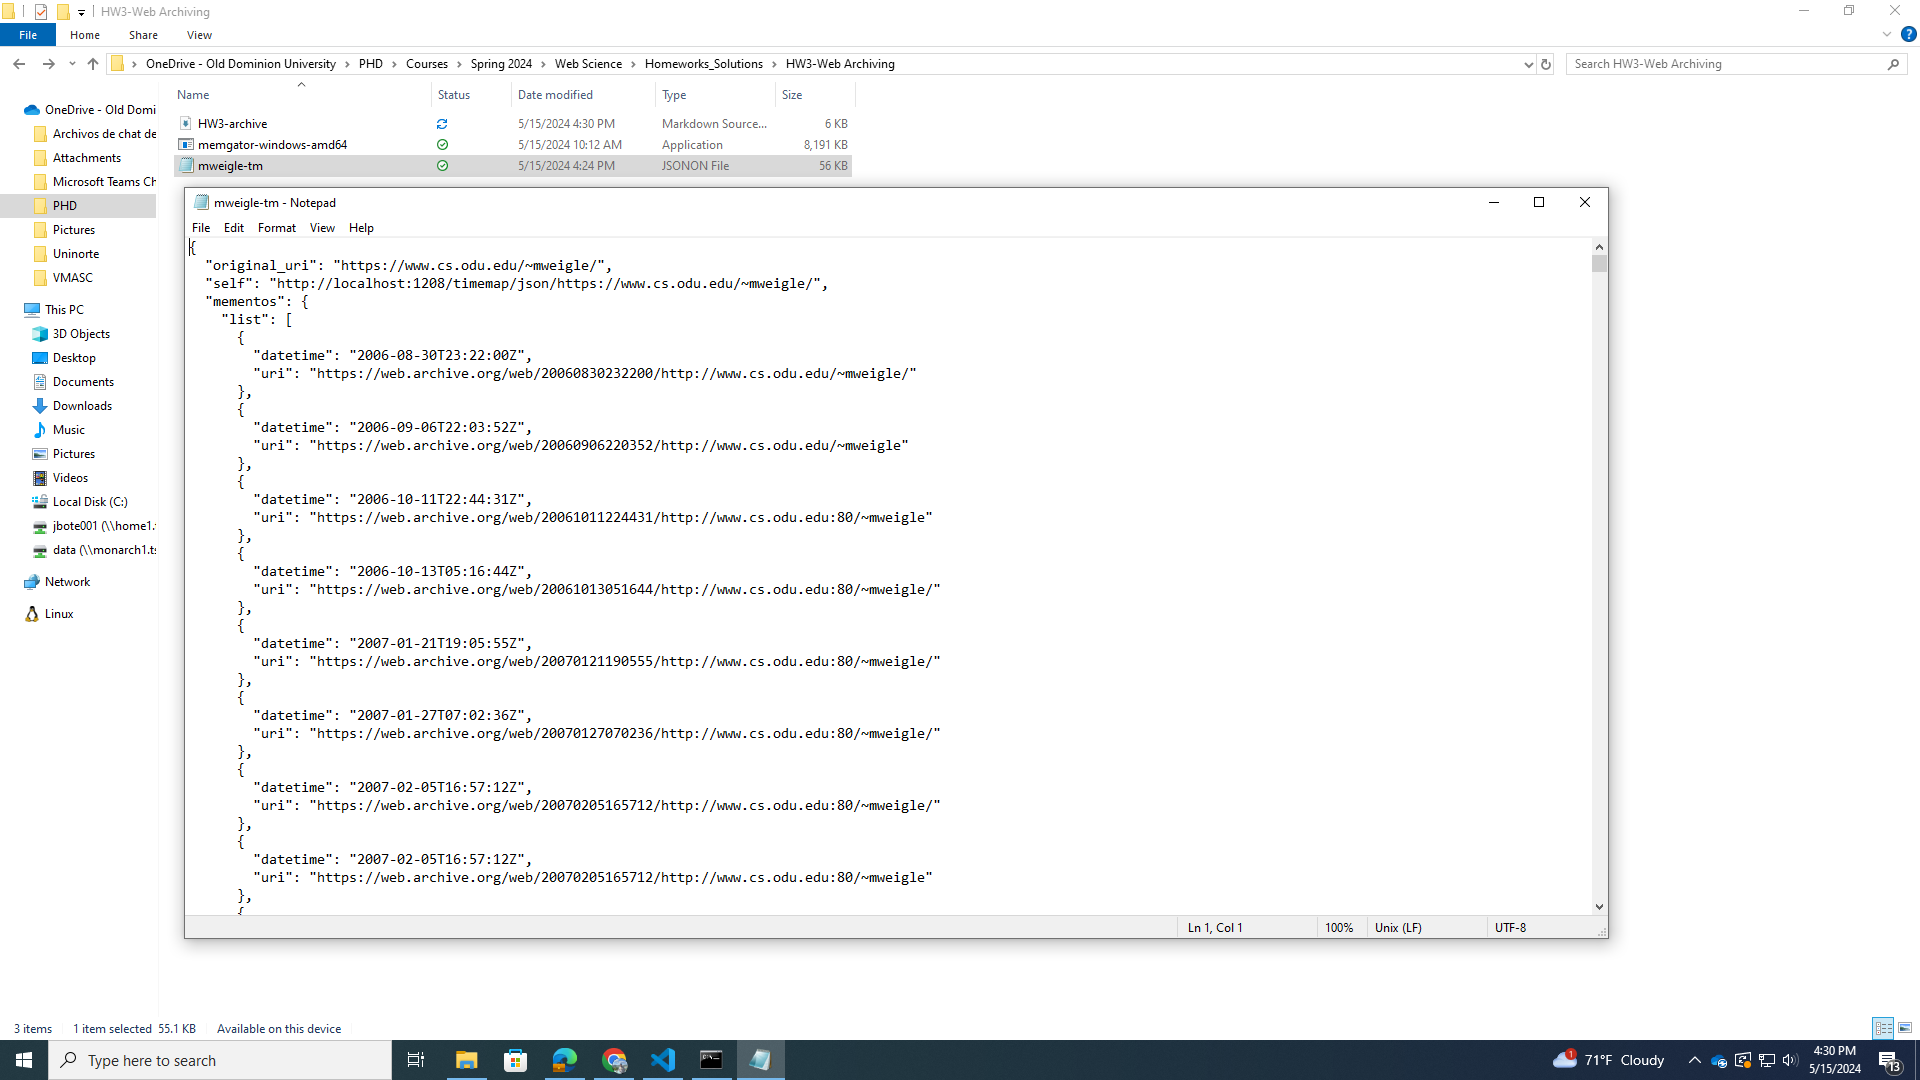 HW3-Web Archiving
File Home Share View
OneDrive - Old Dominion University PHD Courses Spring 2024 Web Science Homeworks_Solutions HW3-Web Archiving
Search HW3-Web Archiving
Name Status Date modified Type Size
HW3-archive 5/15/2024 4:30 PM Markdown Source... 6 KB
memgator-windows-amd64 5/15/2024 10:12 AM Application 8,191 KB
mweigle-tm 5/15/2024 4:24 PM JSONON File 56 KB
OneDrive - Old Domi
Archivos de chat de
Attachments
Microsoft Teams Ch
PHD
Pictures
Uninorte
VMASC
This PC
3D Objects
Desktop
Documents
Downloads
Music
Pictures
Videos
Local Disk (C:)
jbote001 (\\home1.
data (\\monarch1.ts
Network
Linux
mweigle-tm - Notepad
File Edit Format View Help
{
"original_uri": "https://www.cs.odu.edu/~mweigle/",
"self": "http://localhost:1208/timemap/json/https://www.cs.odu.edu/~mweigle/",
"mementos": {
"list": [
{
"datetime": "2006-08-30T23:22:00Z",
"uri": "https://web.archive.org/web/20060830232200/http://www.cs.odu.edu/~mweigle/"
},
{
"datetime": "2006-09-06T22:03:52Z",
"uri": "https://web.archive.org/web/20060906220352/http://www.cs.odu.edu/~mweigle"
},
{
"datetime": "2006-10-11T22:44:31Z",
"uri": "https://web.archive.org/web/20061011224431/http://www.cs.odu.edu:80/~mweigle"
},
{
"datetime": "2006-10-13T05:16:44Z",
"uri": "https://web.archive.org/web/20061013051644/http://www.cs.odu.edu:80/~mweigle/"
},
{
"datetime": "2007-01-21T19:05:55Z",
"uri": "https://web.archive.org/web/20070121190555/http://www.cs.odu.edu:80/~mweigle/"
},
{
"datetime": "2007-01-27T07:02:36Z",
"uri": "https://web.archive.org/web/20070127070236/http://www.cs.odu.edu:80/~mweigle/"
},
{
"datetime": "2007-02-05T16:57:12Z",
"uri": "https://web.archive.org/web/20070205165712/http://www.cs.odu.edu:80/~mweigle/"
},
{
"datetime": "2007-02-05T16:57:12Z",
"uri": "https://web.archive.org/web/20070205165712/http://www.cs.odu.edu:80/~mweigle"
},
{
Ln 1, Col 1 100% Unix (LF) UTF-8
3 items 1 item selected 55.1 KB Available on this device
Type here to search
1 71°F Cloudy
4:30 PM
5/15/2024
13